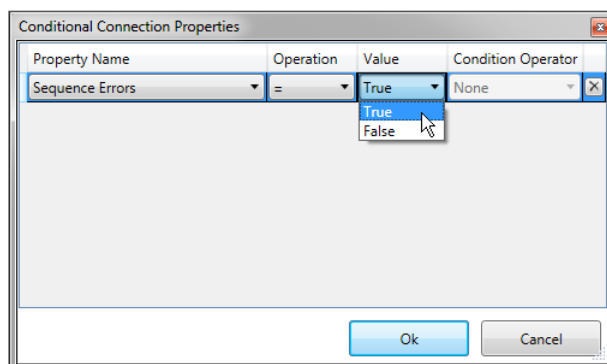 Conditional Connection Properties
Property Name Operation Value Condition Operator
Sequence Errors = True None
True
False
Ok Cancel